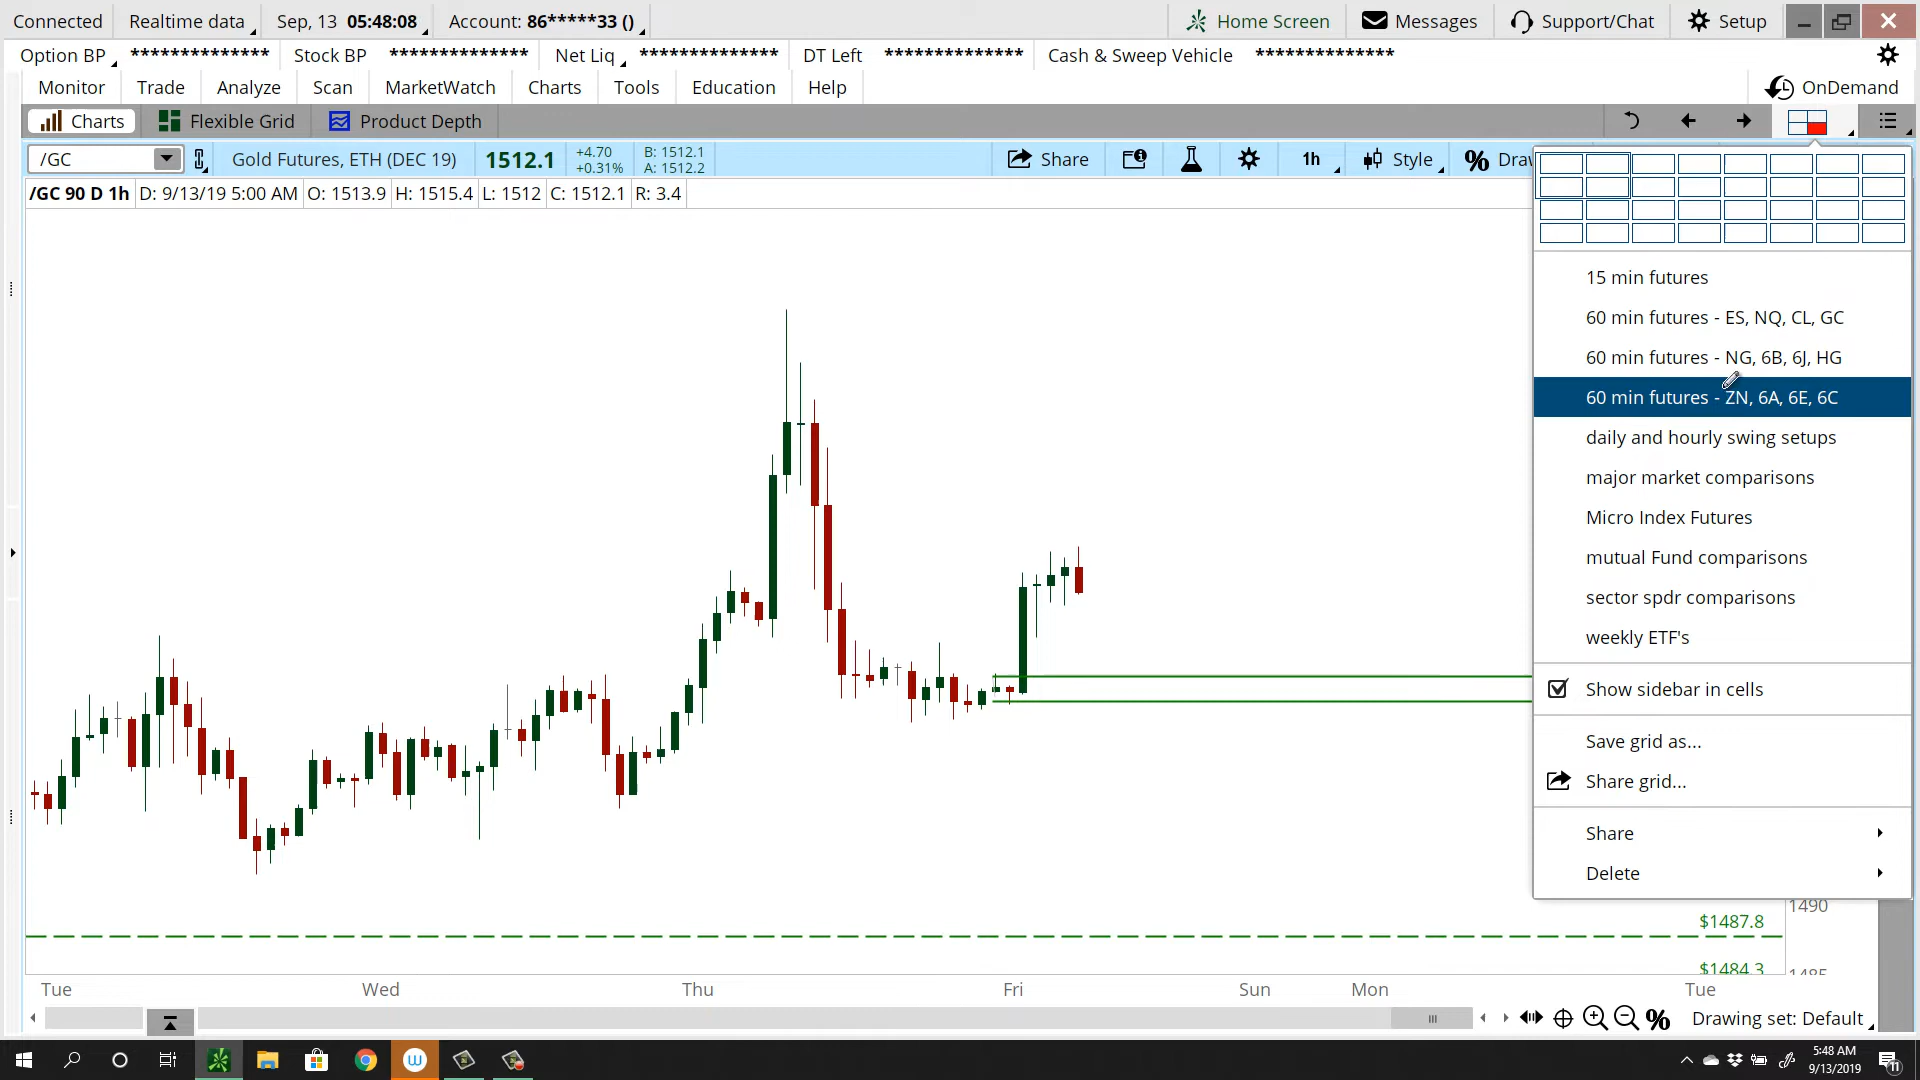 Connected Realtime data Sep, 13 05:48:08 Account: 86*****33 () Home Screen Messages Support/Chat Setup
Option BP ************** Stock BP ************** Net Liq ************** DT Left ************** Cash & Sweep Vehicle **************
Monitor Trade Analyze Scan MarketWatch Charts Tools Education Help OnDemand
Charts Flexible Grid Product Depth
/GC Gold Futures, ETH (DEC 19) 1512.1 +4.70 +0.31% B: 1512.1 A: 1512.2 Share 1h Style
/GC 90 D 1h D: 9/13/19 5:00 AM O: 1513.9 H: 1515.4 L: 1512 C: 1512.1 R: 3.4
15 min futures
60 min futures - ES, NQ, CL, GC
60 min futures - NG, 6B, 6J, HG
60 min futures - ZN, 6A, 6E, 6C
daily and hourly swing setups
major market comparisons
Micro Index Futures
mutual Fund comparisons
sector spdr comparisons
weekly ETF's
Show sidebar in cells
Save grid as...
Share grid...
Share
Delete
1490
$1487.8
$1484.3
Tue Wed Thu Fri Sun Mon Tue
Drawing set: Default
5:48 AM
9/13/2019
11